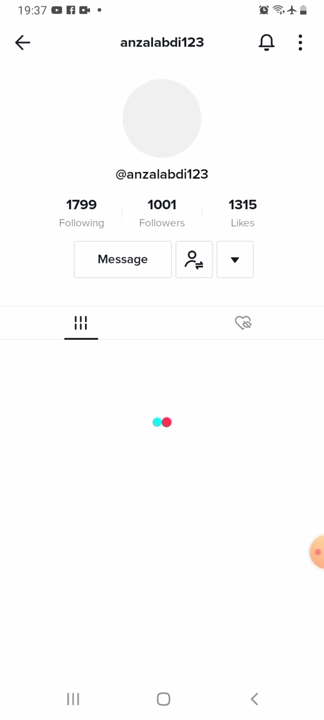 19:37
anzalabdi123
@anzalabdi123
1799 1001 1315
Following Followers Likes
Message